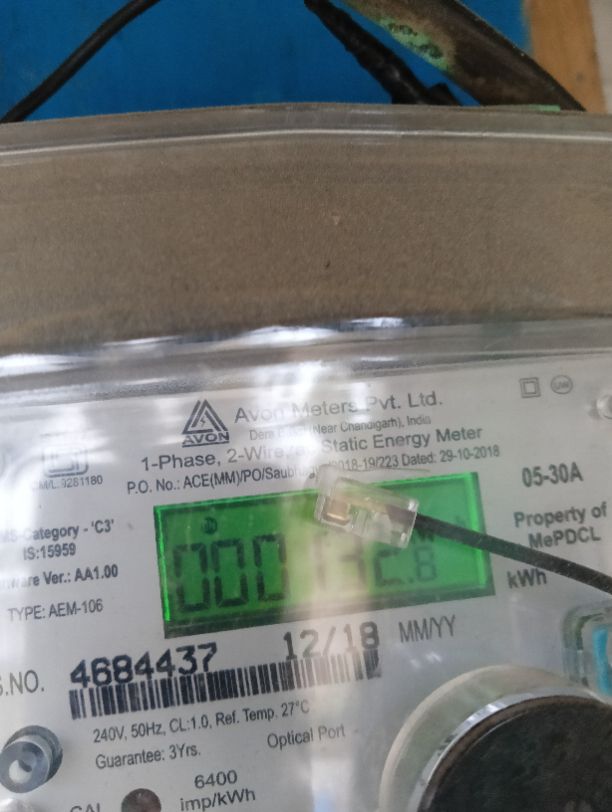 Avon Meters Pvt. Ltd.
AVON
(Near Chandigarh), India
1-Phase, 2-Wire, Static Energy Meter
P.O. No.: ACE(MM)/PO/ 2018-19/223 Dated: 29-10-2018
CM/L.9281180
05-30A
Category - 'C3'
IS:15959
Property of
MePDCL
Ver.: AA1.00
kWh
TYPE: AEM-106
12/18 MM/YY
S.NO. 4684437
240V, 50Hz, CL:1.0, Ref. Temp. 27°C
Guarantee: 3Yrs.
Optical Port
CAL
6400
imp/kWh